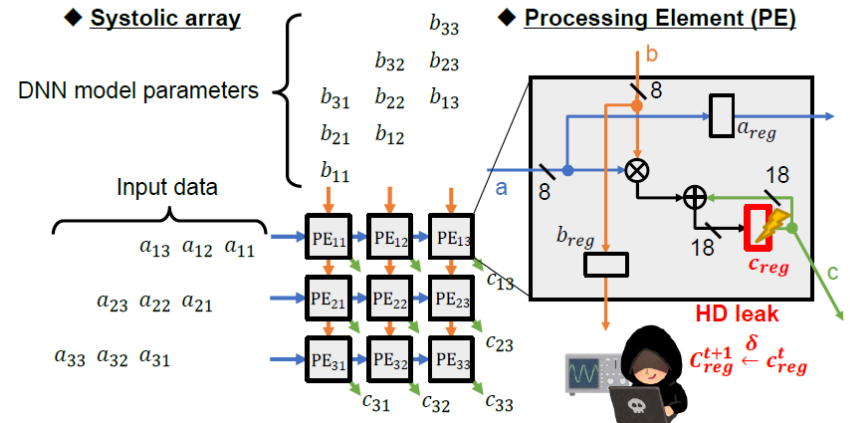 ◆ Systolic array
◆ Processing Element (PE)
DNN model parameters
b33
b32 b23
b31 b22 b13
b21 b12
b11
Input data
a13 a12 a11
a23 a22 a21
a33 a32 a31
PE11 PE12 PE13
PE21 PE22 PE23
PE31 PE32 PE33
c13
c23
c31 c32 c33
b
8
a
8
a_reg
b_reg
18
18
c_reg
c
HD leak
C_reg^{t+1} ←^δ c_reg^t